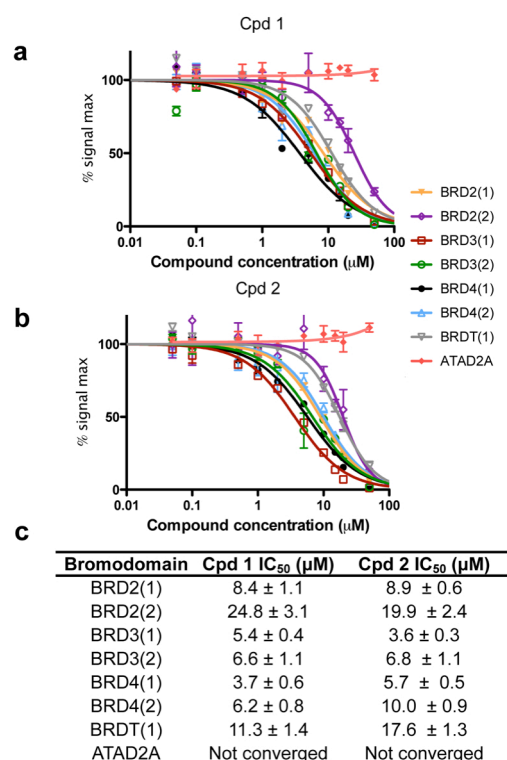 Cpd 1
a
100
50
0
% signal max
0.01 0.1 1 10 100
Compound concentration (μM)
BRD2(1)
BRD2(2)
BRD3(1)
BRD3(2)
BRD4(1)
BRD4(2)
BRDT(1)
ATAD2A
Cpd 2
b
100
50
0
% signal max
0.01 0.1 1 10 100
Compound concentration (μM)
c
Bromodomain Cpd 1 IC50 (μM) Cpd 2 IC50 (μM)
BRD2(1) 8.4 ± 1.1 8.9 ± 0.6
BRD2(2) 24.8 ± 3.1 19.9 ± 2.4
BRD3(1) 5.4 ± 0.4 3.6 ± 0.3
BRD3(2) 6.6 ± 1.1 6.8 ± 1.1
BRD4(1) 3.7 ± 0.6 5.7 ± 0.5
BRD4(2) 6.2 ± 0.8 10.0 ± 0.9
BRDT(1) 11.3 ± 1.4 17.6 ± 1.3
ATAD2A Not converged Not converged